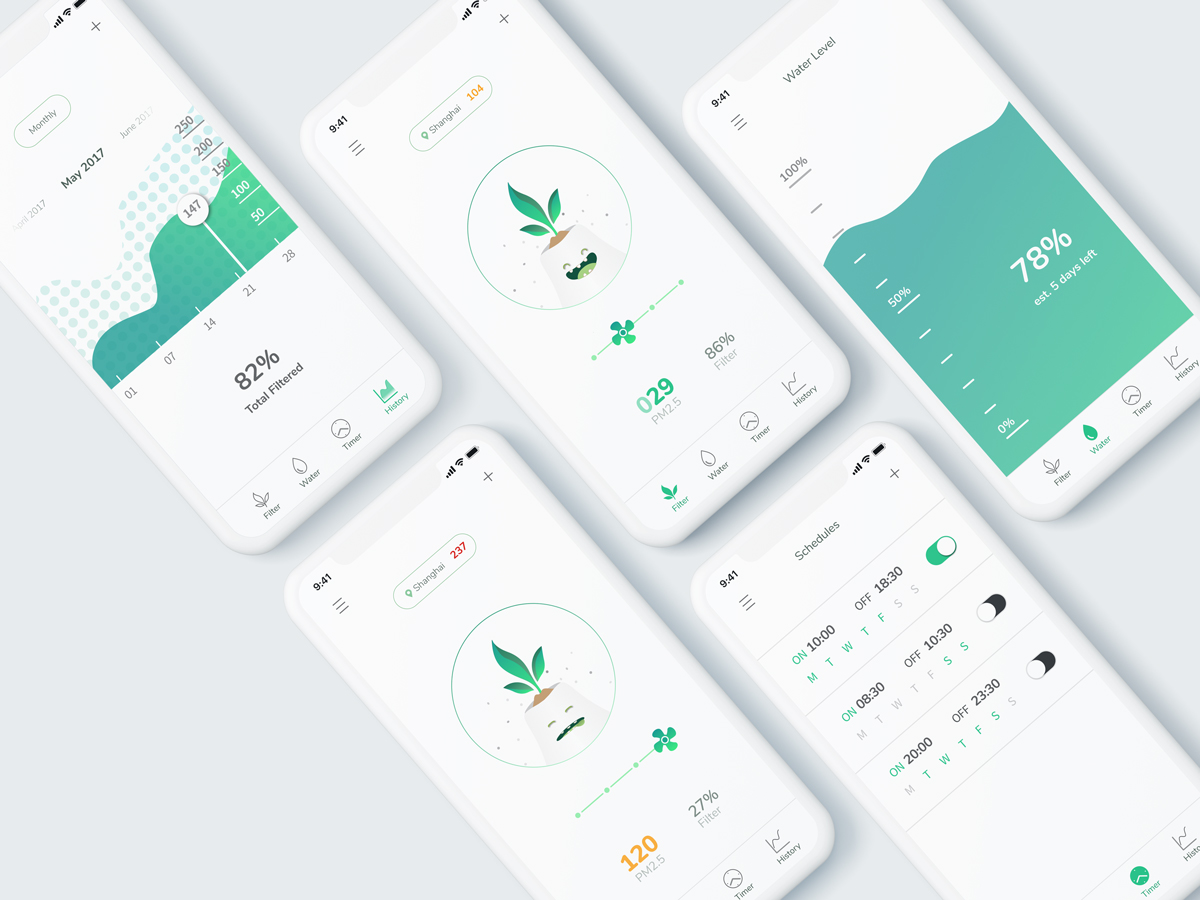 +
Monthly
April 2017
May 2017
June 2017
250
200
150
100
50
147
01
07
14
21
28
82%
Total Filtered
Filter
Water
Timer
History
9:41
+
Shanghai 104
029
PM2.5
86%
Filter
Filter
Water
Timer
History
9:41
Water Level
100%
50%
0%
78%
est. 5 days left
Filter
Water
Timer
History
9:41
+
Shanghai 237
120
PM2.5
27%
Filter
Timer
History
9:41
+
Schedules
ON 10:00 OFF 18:30
M T W T F S S
ON 08:30 OFF 10:30
M T W T F S S
ON 20:00 OFF 23:30
M T W T F S S
Timer
History